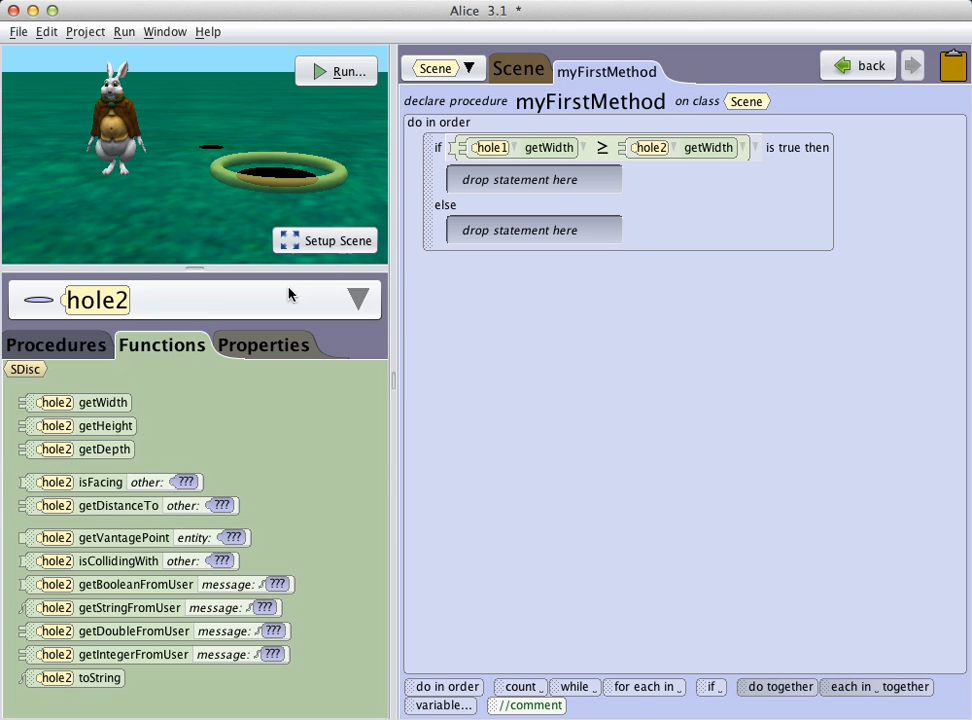 Alice 3.1 *
File Edit Project Run Window Help
Run...
Setup Scene
hole2
Procedures Functions Properties
SDisc
hole2 getWidth
hole2 getHeight
hole2 getDepth
hole2 isFacing other: ???
hole2 getDistanceTo other: ???
hole2 getVantagePoint entity: ???
hole2 isCollidingWith other: ???
hole2 getBooleanFromUser message: ???
hole2 getStringFromUser message: ???
hole2 getDoubleFromUser message: ???
hole2 getIntegerFromUser message: ???
hole2 toString
Scene Scene myFirstMethod back
declare procedure myFirstMethod on class Scene
do in order
if hole1 getWidth ≥ hole2 getWidth is true then
drop statement here
else
drop statement here
do in order count _ while _ for each in _ if _ do together each in _ together
variable... //comment